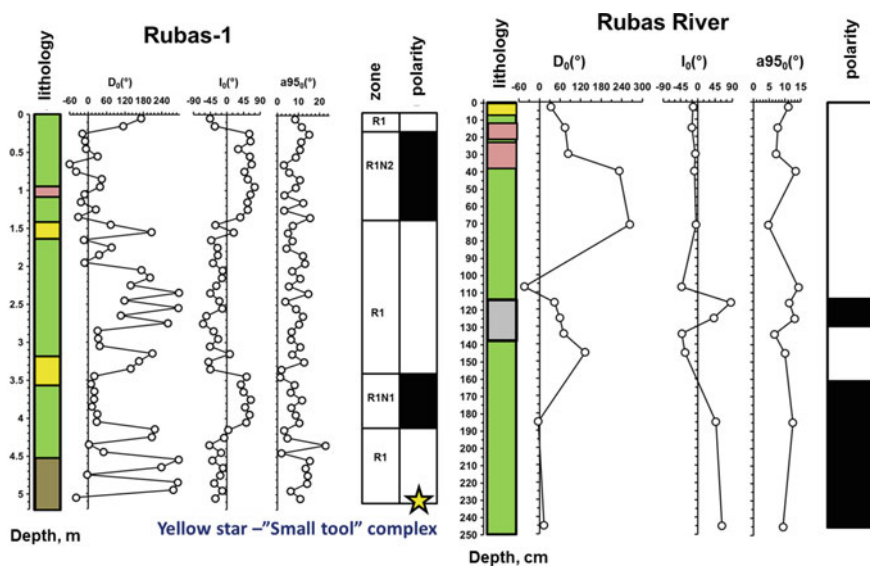 Rubas-1
lithology
D₀(°)
I₀(°)
a95₀(°)
zone
polarity
-60 0 60 120 180 240
-90 -45 0 45 90
0 10 20
0
0.5
1
1.5
2
2.5
3
3.5
4
4.5
5
R1
R1N2
R1
R1N1
R1
Depth, m
Yellow star –"Small tool" complex
Rubas River
lithology
D₀(°)
I₀(°)
a95₀(°)
polarity
-60 0 60 120 180 240 300
-90 -45 0 45 90
0 5 10 15
0
10
20
30
40
50
60
70
80
90
100
110
120
130
140
150
160
170
180
190
200
210
220
230
240
250
Depth, cm